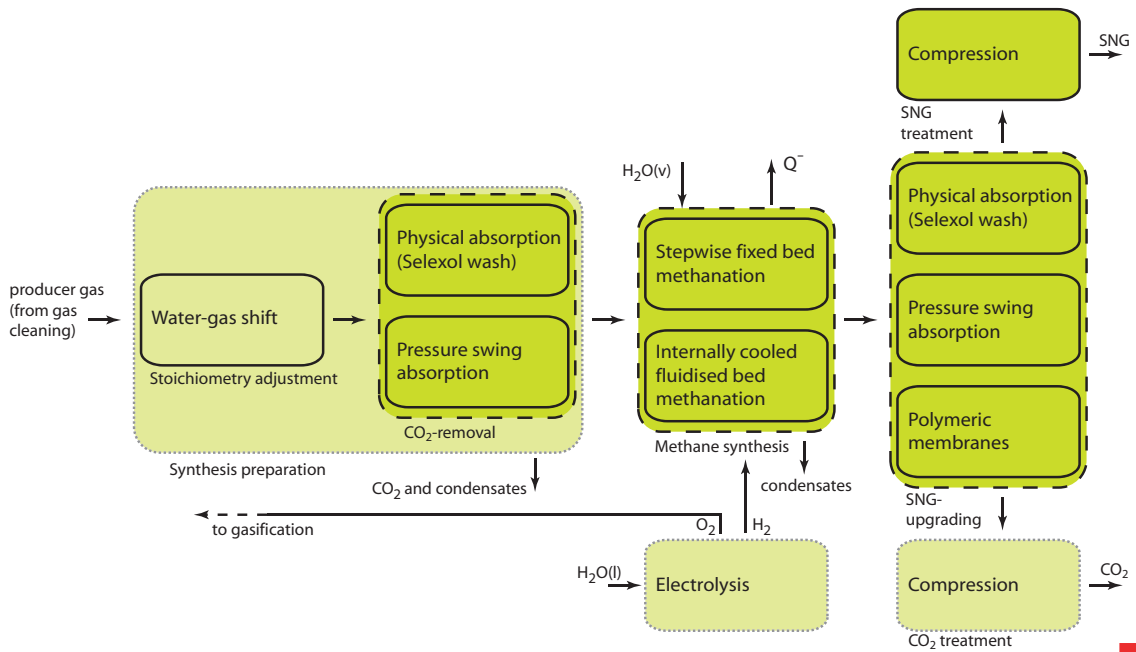 producer gas
(from gas
cleaning)
Water-gas shift
Stoichiometry adjustment
Physical absorption
(Selexol wash)
Pressure swing
absorption
CO₂-removal
Synthesis preparation
CO₂ and condensates
to gasification
H₂O(v)
Q⁻
Stepwise fixed bed
methanation
Internally cooled
fluidised bed
methanation
Methane synthesis
condensates
O₂
H₂
H₂O(l)
Electrolysis
Compression
SNG
SNG
treatment
Physical absorption
(Selexol wash)
Pressure swing
absorption
Polymeric
membranes
SNG-
upgrading
Compression
CO₂
CO₂ treatment